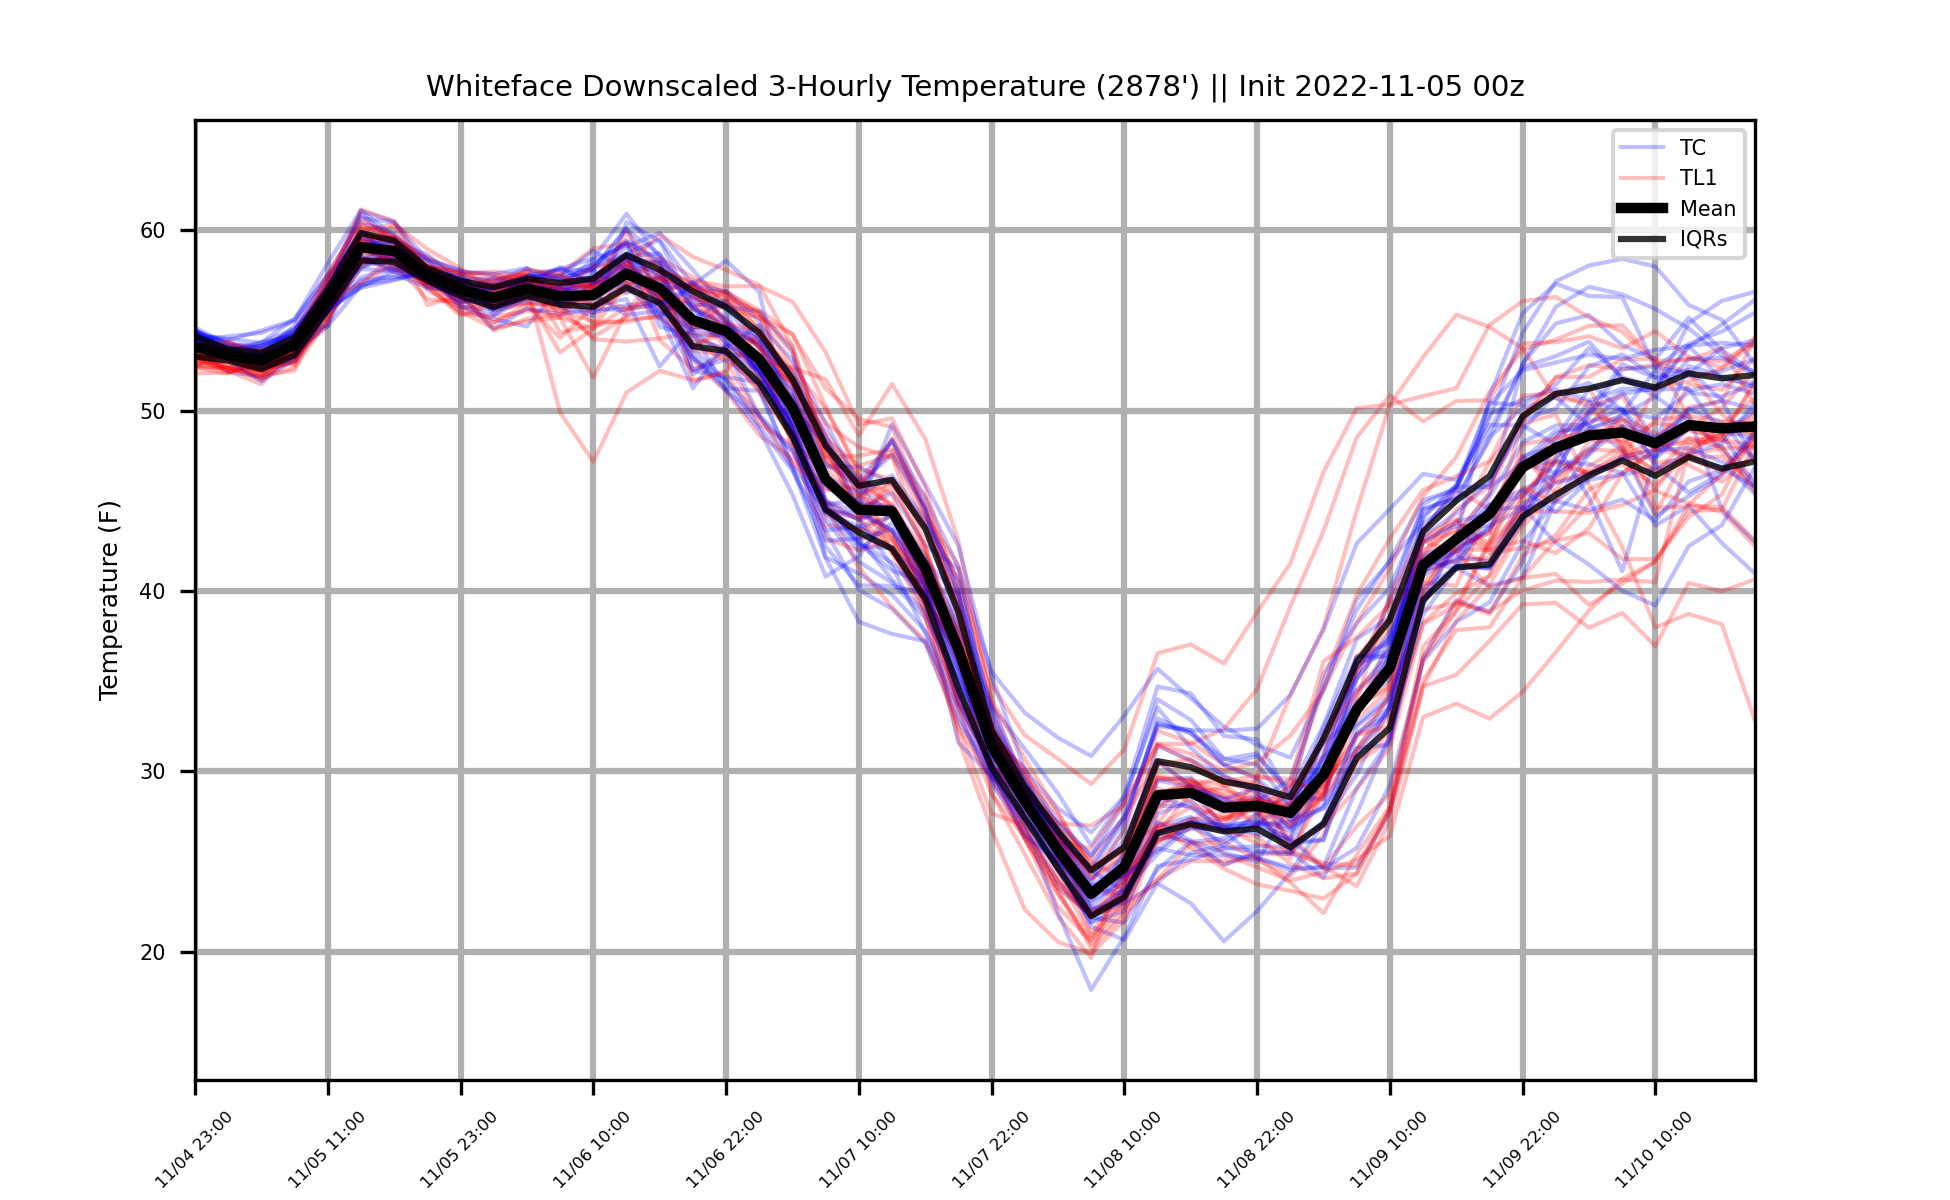 Whiteface Downscaled 3-Hourly Temperature (2878') || Init 2022-11-05 00z
TC
TL1
Mean
IQRs
Temperature (F)
60
50
40
30
20
11/04 23:00
11/05 11:00
11/05 23:00
11/06 10:00
11/06 22:00
11/07 10:00
11/07 22:00
11/08 10:00
11/08 22:00
11/09 10:00
11/09 22:00
11/10 10:00